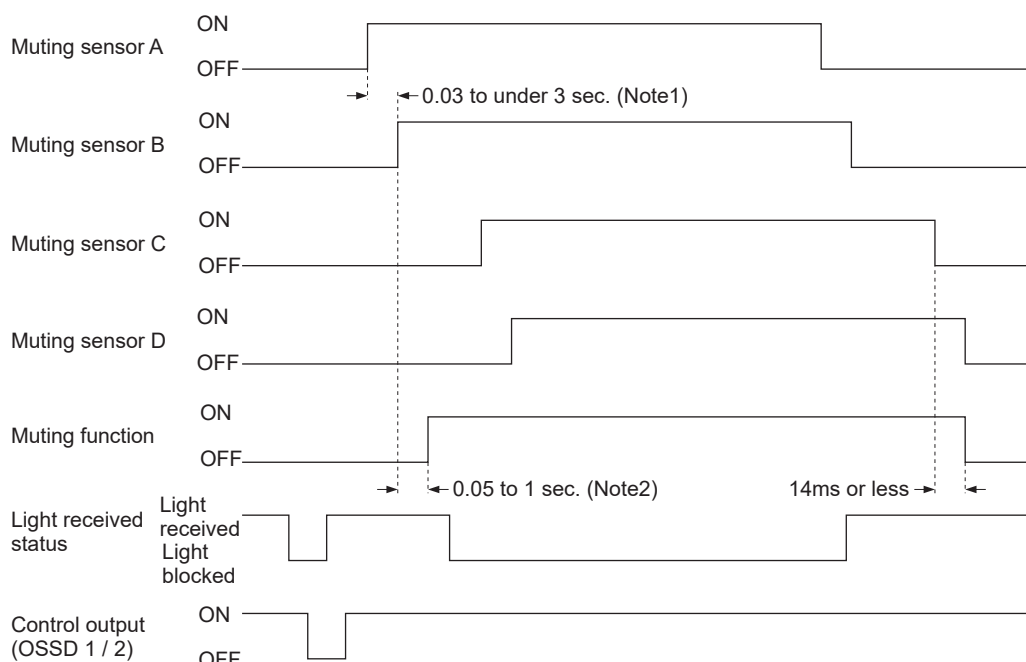 ON
Muting sensor A
OFF
0.03 to under 3 sec. (Note1)
ON
Muting sensor B
OFF
ON
Muting sensor C
OFF
ON
Muting sensor D
OFF
ON
Muting function
OFF
0.05 to 1 sec. (Note2)
14ms or less
Light received
status
Light
received
Light
blocked
ON
Control output
(OSSD 1 / 2)
OFF